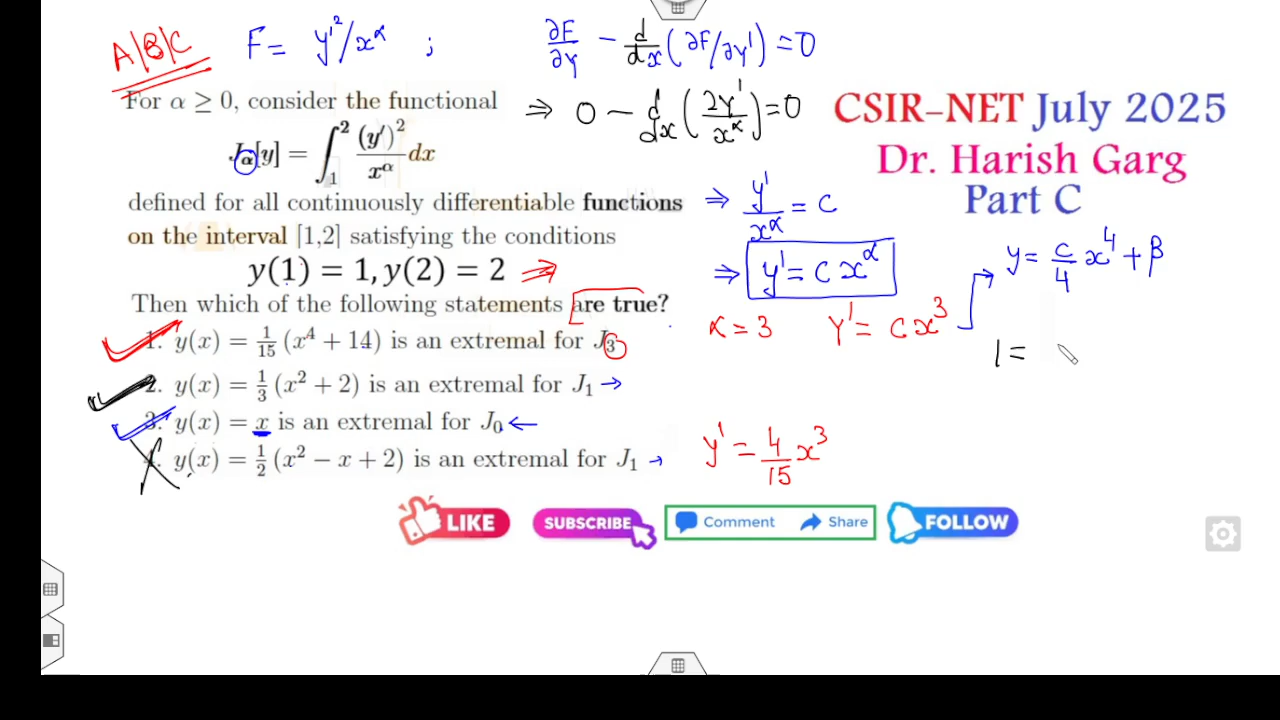 A/B/C
F = y'²/x^α ;
∂F/∂y − d/dx (∂F/∂y') = 0
For α ≥ 0, consider the functional
J_α[y] = ∫₁² (y')²/x^α dx
defined for all continuously differentiable functions
on the interval [1,2] satisfying the conditions
y(1) = 1, y(2) = 2 ⇒
Then which of the following statements are true?
1. y(x) = 1/15 (x⁴ + 14) is an extremal for J₃
2. y(x) = 1/3 (x² + 2) is an extremal for J₁ →
3. y(x) = x is an extremal for J₀ ←
4. y(x) = 1/2 (x² − x + 2) is an extremal for J₁ →
⇒ 0 − d/dx (2y'/x^α) = 0
⇒ y'/x^α = c
⇒ y' = c x^α
α = 3 y' = c x³
y' = 4/15 x³
CSIR-NET July 2025
Dr. Harish Garg
Part C
y = c/4 x⁴ + β
1 =
LIKE
SUBSCRIBE
Comment
Share
FOLLOW